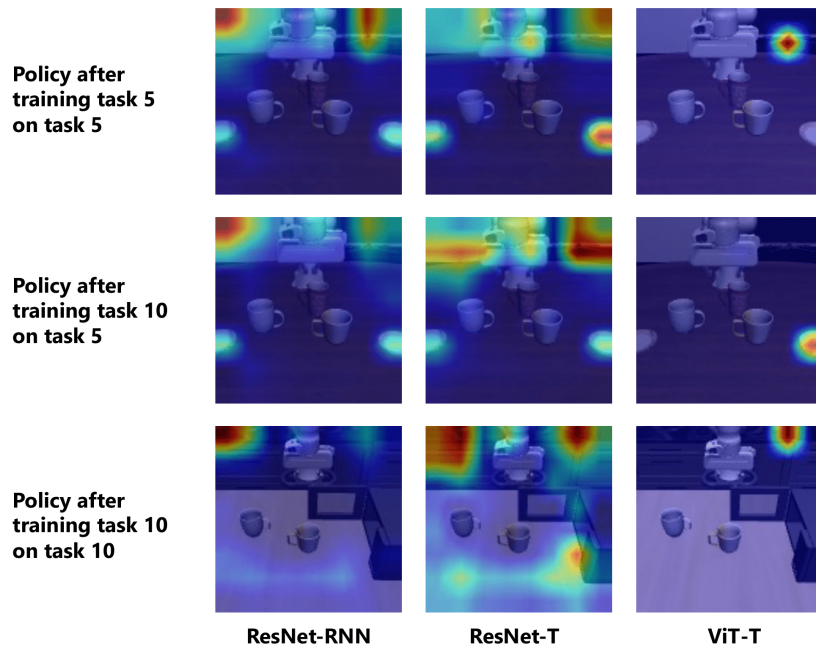 Policy after
training task 5
on task 5
Policy after
training task 10
on task 5
Policy after
training task 10
on task 10
ResNet-RNN
ResNet-T
ViT-T